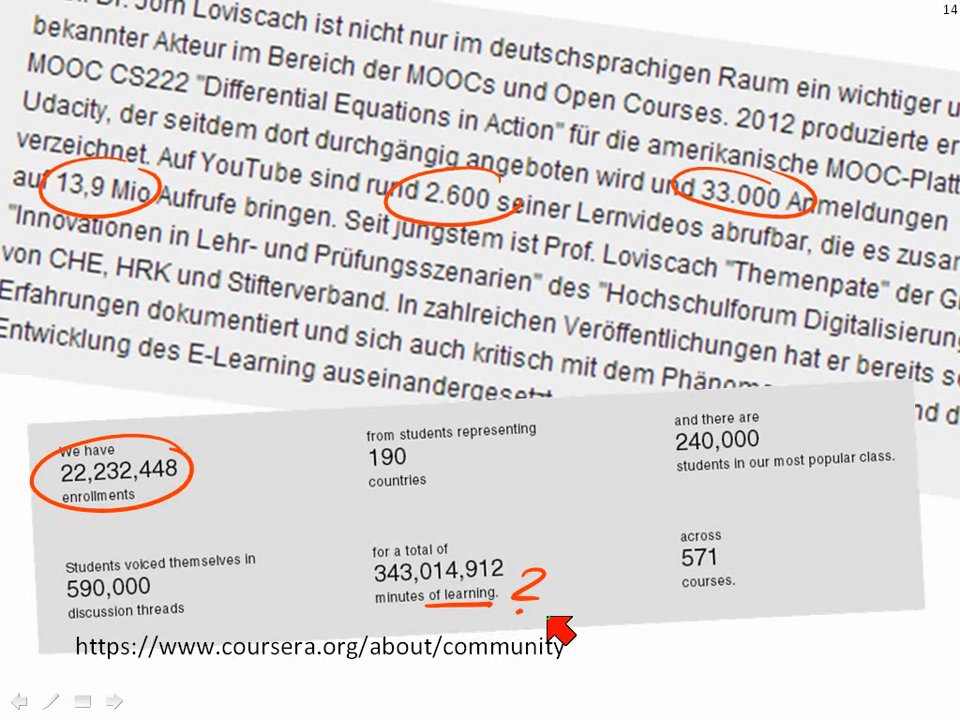 14
Dr. Jörn Loviscach ist nicht nur im deutschsprachigen Raum ein wichtiger u
bekannter Akteur im Bereich der MOOCs und Open Courses. 2012 produzierte er
MOOC CS222 "Differential Equations in Action" für die amerikanische MOOC-Platt
Udacity, der seitdem dort durchgängig angeboten wird und 33.000 Anmeldungen
verzeichnet. Auf YouTube sind rund 2.600 seiner Lernvideos abrufbar, die es zusam
auf 13,9 Mio Aufrufe bringen. Seit jüngstem ist Prof. Loviscach "Themenpate" der G
"Innovationen in Lehr- und Prüfungsszenarien" des "Hochschulforum Digitalisierung
von CHE, HRK und Stifterverband. In zahlreichen Veröffentlichungen hat er bereits se
Erfahrungen dokumentiert und sich auch kritisch mit dem Phänom nd d
Entwicklung des E-Learning auseinandergesetzt
We have
22,232,448
enrollments
from students representing
190
countries
and there are
240,000
students in our most popular class.
Students voiced themselves in
590,000
discussion threads
for a total of
343,014,912
minutes of learning. ?
across
571
courses.
https://www.coursera.org/about/community